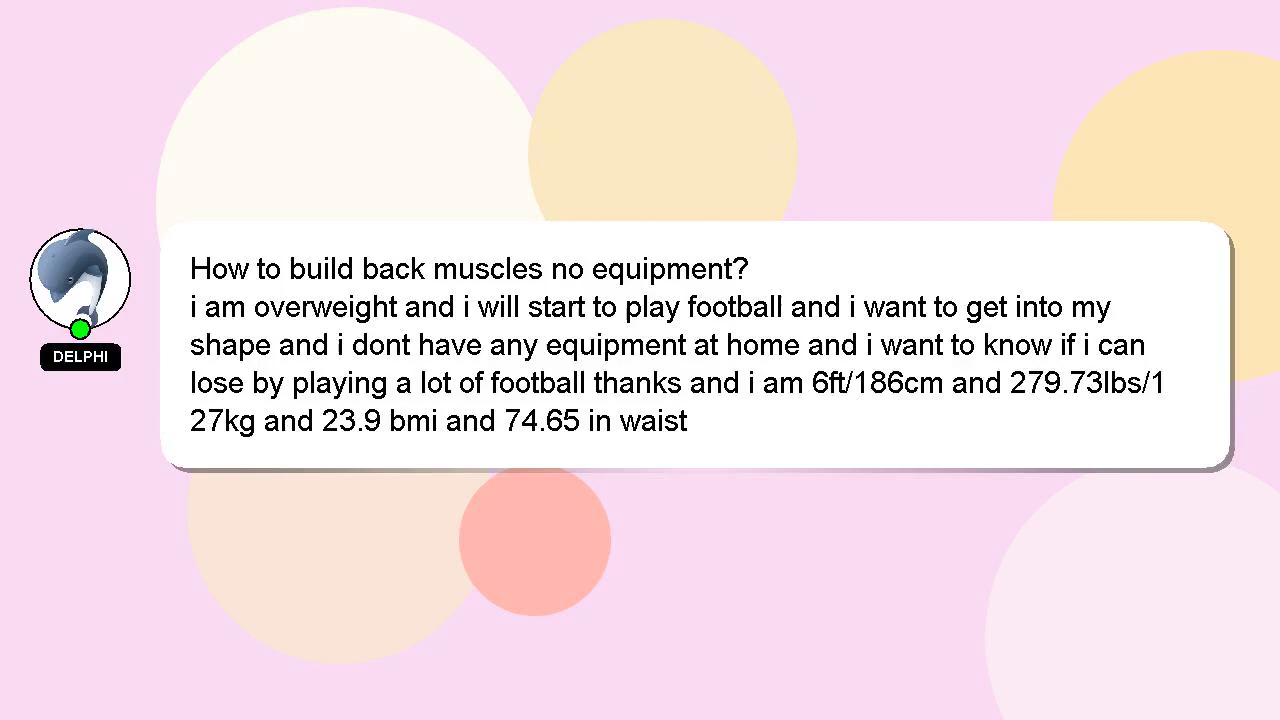 How to build back muscles no equipment?
i am overweight and i will start to play football and i want to get into my
shape and i dont have any equipment at home and i want to know if i can
lose by playing a lot of football thanks and i am 6ft/186cm and 279.73lbs/1
27kg and 23.9 bmi and 74.65 in waist
DELPHI